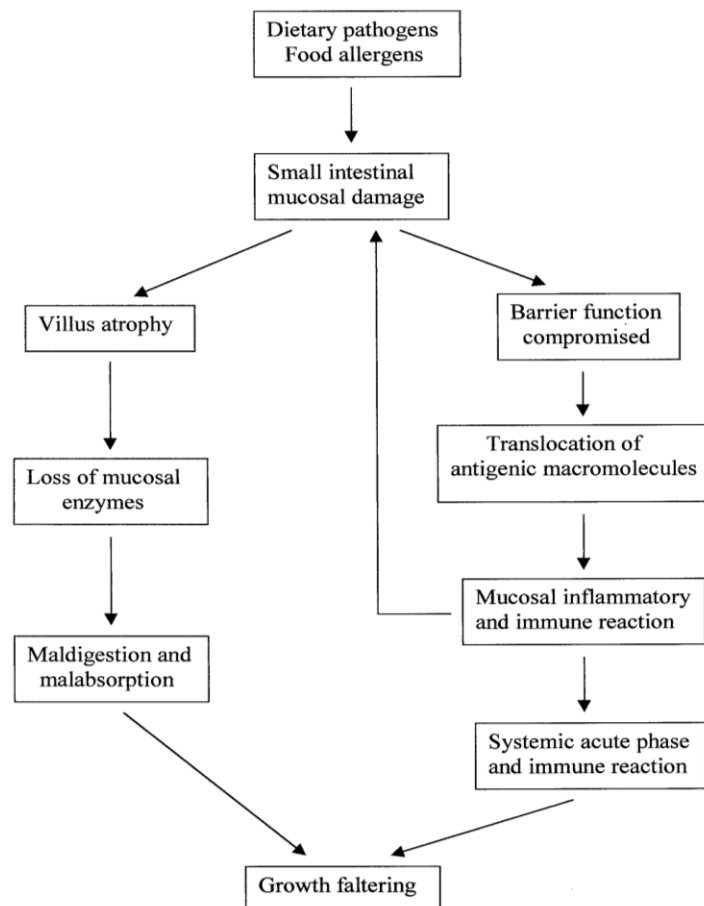 Dietary pathogens
Food allergens
Small intestinal
mucosal damage
Villus atrophy
Barrier function
compromised
Loss of mucosal
enzymes
Translocation of
antigenic macromolecules
Maldigestion and
malabsorption
Mucosal inflammatory
and immune reaction
Systemic acute phase
and immune reaction
Growth faltering